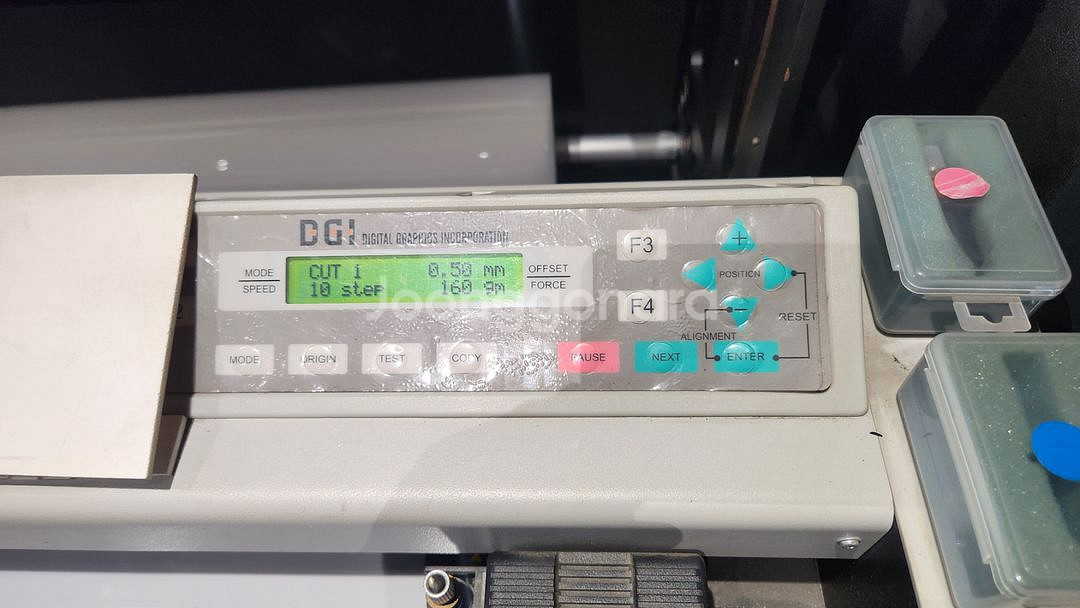 DGI DIGITAL GRAPHICS INCORPORATION
MODE
SPEED
CUT i 0.50 mm
10 step 160 gm
OFFSET
FORCE
F3
F4
+
POSITION
-
RESET
ALIGNMENT
MODE ORIGIN TEST COPY PAUSE NEXT ENTER